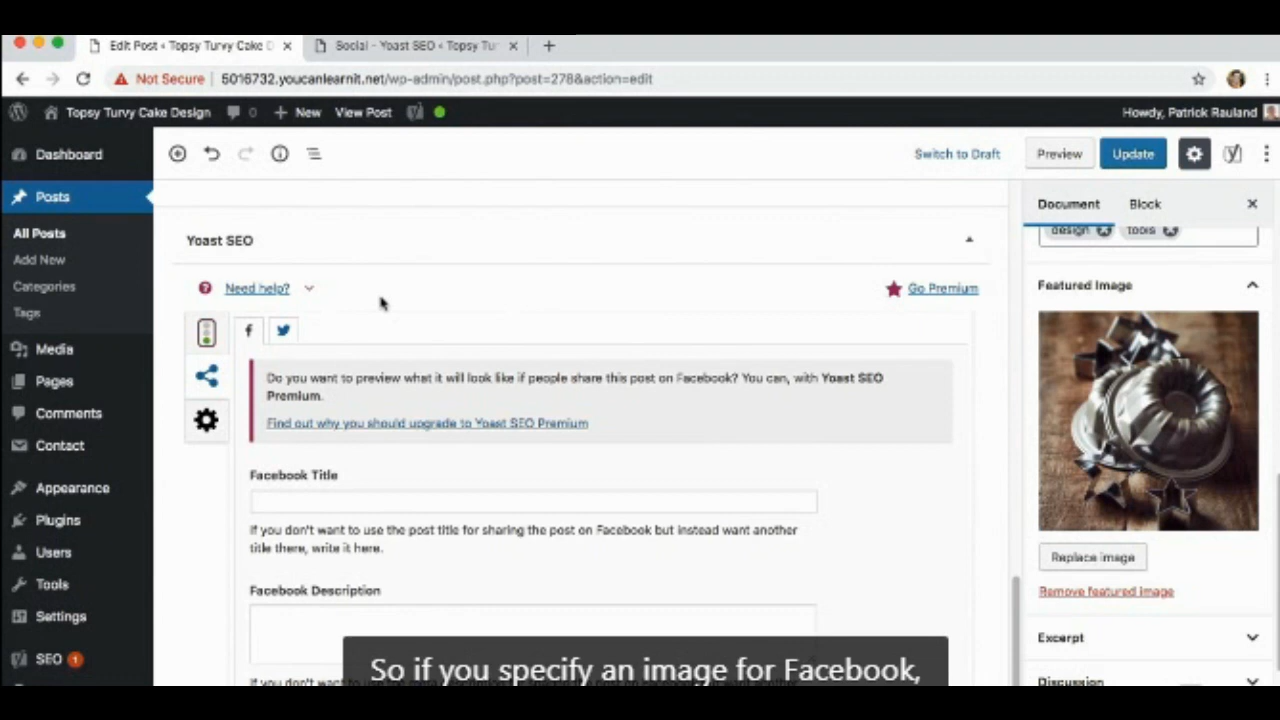 Edit Post ‹ Topsy Turvy Cake D
Social - Yoast SEO ‹ Topsy Tur
Not Secure | 5016732.youcanlearnit.net/wp-admin/post.php?post=278&action=edit
Topsy Turvy Cake Design 0 + New View Post
Howdy, Patrick Rauland
Dashboard
Posts
All Posts
Add New
Categories
Tags
Media
Pages
Comments
Contact
Appearance
Plugins
Users
Tools
Settings
SEO 1
Switch to Draft
Preview
Update
Yoast SEO
Need help?
Go Premium
Do you want to preview what it will look like if people share this post on Facebook? You can, with Yoast SEO
Premium.
Find out why you should upgrade to Yoast SEO Premium
Facebook Title
If you don't want to use the post title for sharing the post on Facebook but instead want another
title there, write it here.
Facebook Description
So if you specify an image for Facebook,
Document
Block
design
tools
Featured Image
Replace image
Remove featured image
Excerpt
Discussion